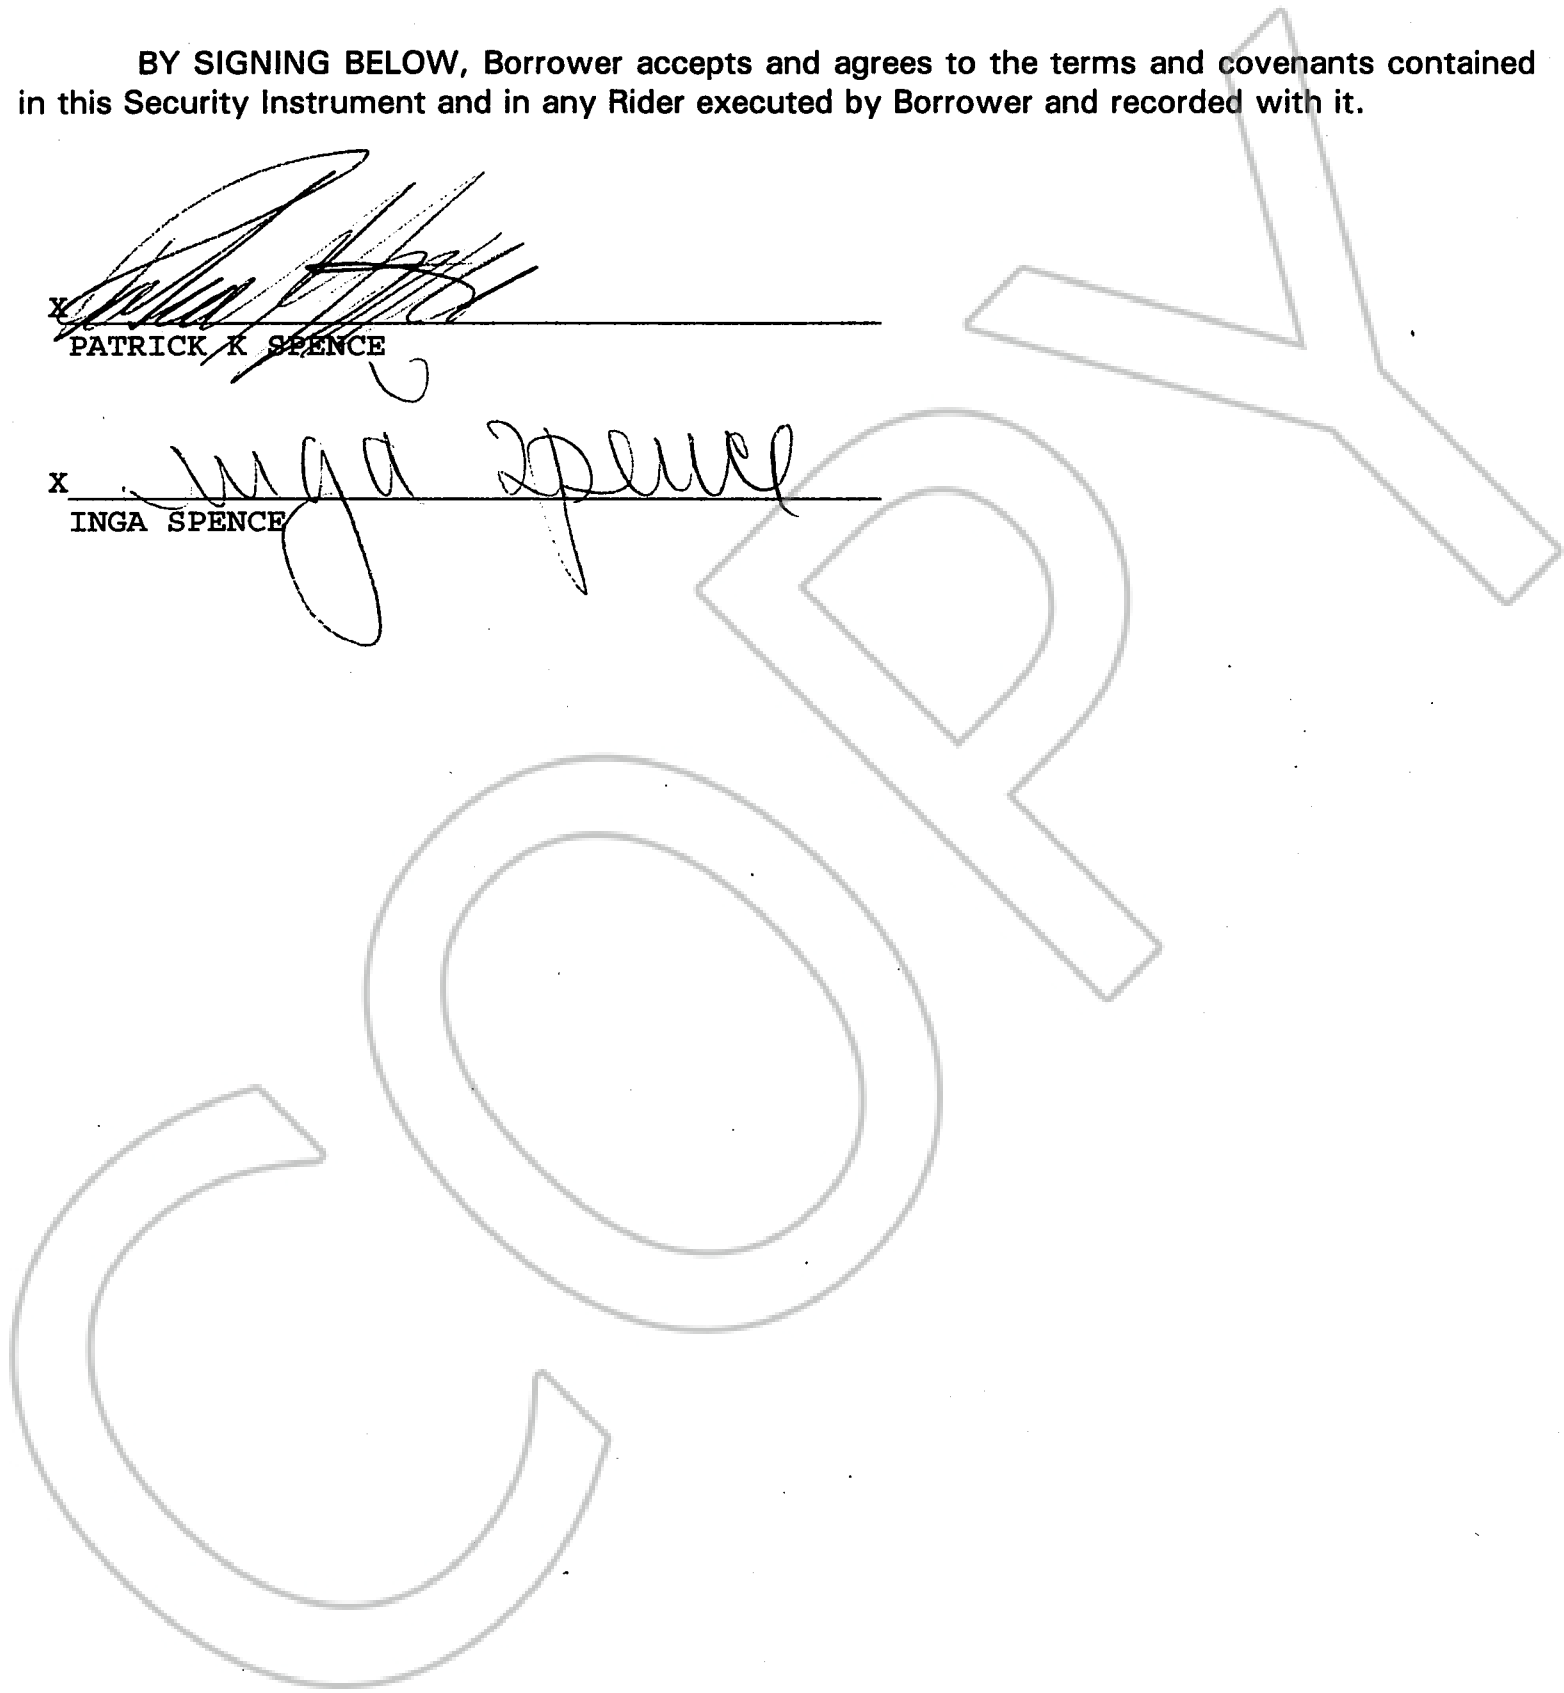 BY SIGNING BELOW, Borrower accepts and agrees to the terms and covenants contained
in this Security Instrument and in any Rider executed by Borrower and recorded with it.
X
PATRICK K SPENCE
X Inga Spence
INGA SPENCE
COPY